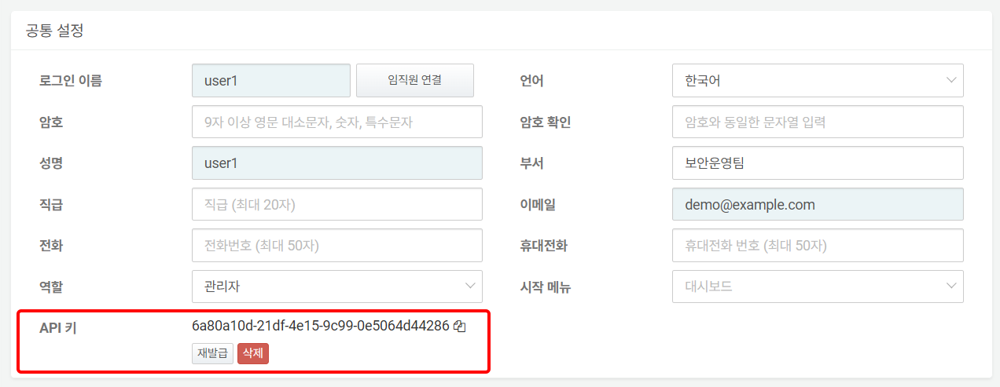 공통 설정
로그인 이름 user1 임직원 연결 언어 한국어
암호 9자 이상 영문 대소문자, 숫자, 특수문자 암호 확인 암호와 동일한 문자열 입력
성명 user1 부서 보안운영팀
직급 직급 (최대 20자) 이메일 demo@example.com
전화 전화번호 (최대 50자) 휴대전화 휴대전화 번호 (최대 50자)
역할 관리자 시작 메뉴 대시보드
API 키 6a80a10d-21df-4e15-9c99-0e5064d44286
재발급 삭제